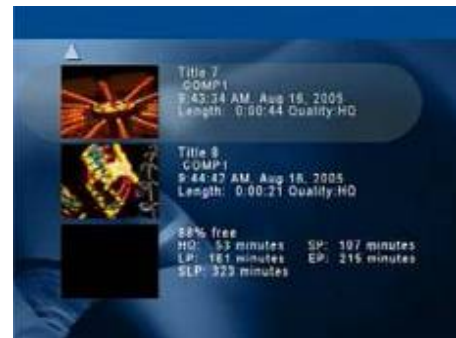 Title 7
COMP1
9:43:34 AM, Aug 16, 2005
Length: 0:00:44 Quality:HQ
Title 8
COMP1
9:44:42 AM, Aug 16, 2005
Length: 0:00:21 Quality:HQ
88% free
HQ: 53 minutes SP: 107 minutes
LP: 161 minutes EP: 215 minutes
SLP: 323 minutes